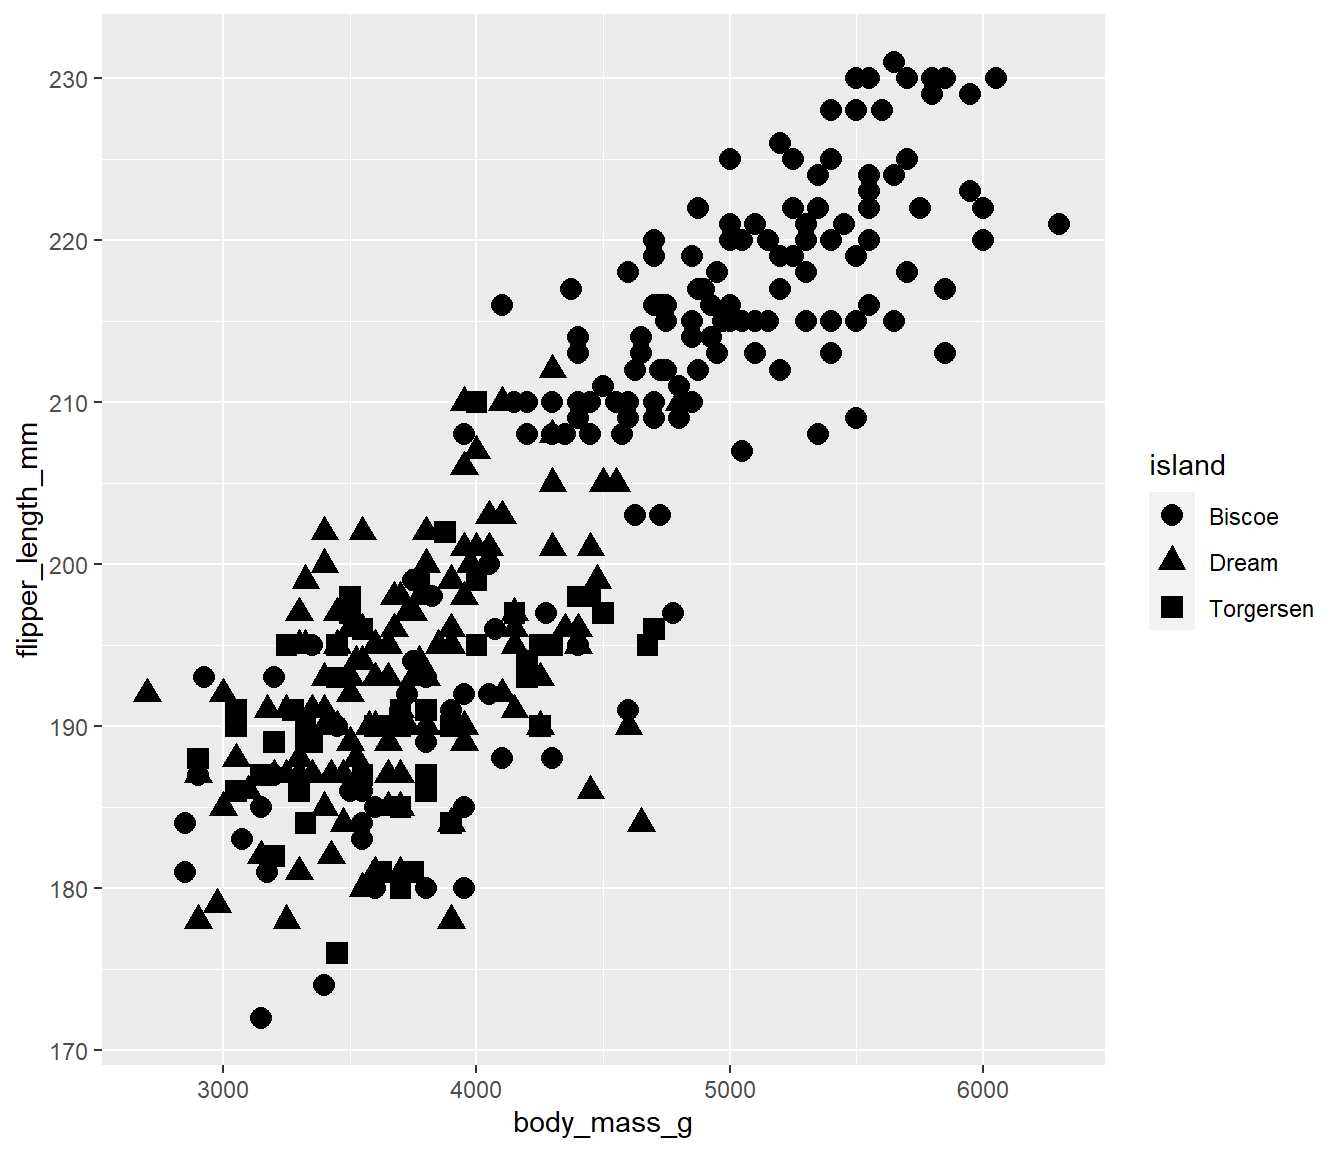 230
220
210
200
190
180
170
flipper_length_mm
3000 4000 5000 6000
body_mass_g
island
Biscoe
Dream
Torgersen